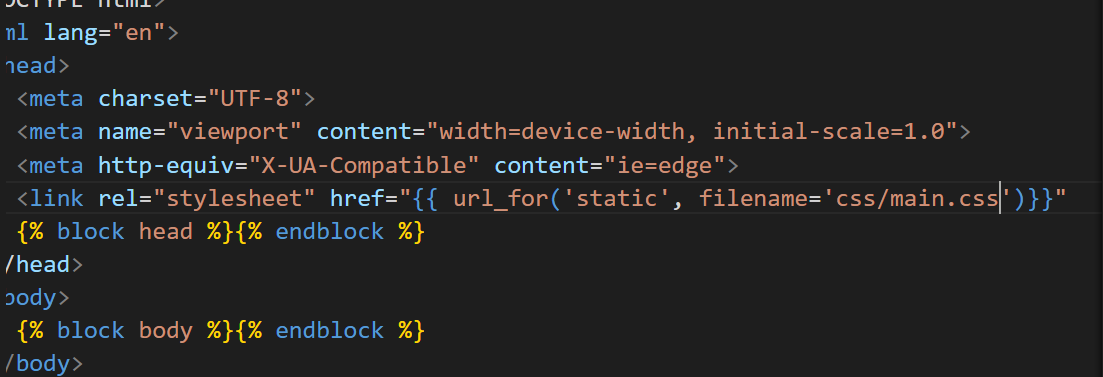 OCTYPE html>
ml lang="en">
head>
<meta charset="UTF-8">
<meta name="viewport" content="width=device-width, initial-scale=1.0">
<meta http-equiv="X-UA-Compatible" content="ie=edge">
<link rel="stylesheet" href="{{ url_for('static', filename='css/main.css')}}"
{% block head %}{% endblock %}
/head>
body>
{% block body %}{% endblock %}
/body>